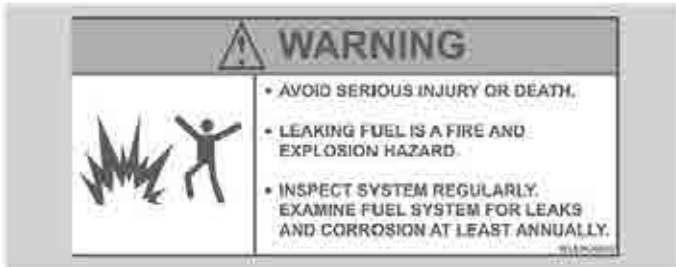 WARNING
• AVOID SERIOUS INJURY OR DEATH.
• LEAKING FUEL IS A FIRE AND
EXPLOSION HAZARD.
• INSPECT SYSTEM REGULARLY.
EXAMINE FUEL SYSTEM FOR LEAKS
AND CORROSION AT LEAST ANNUALLY.